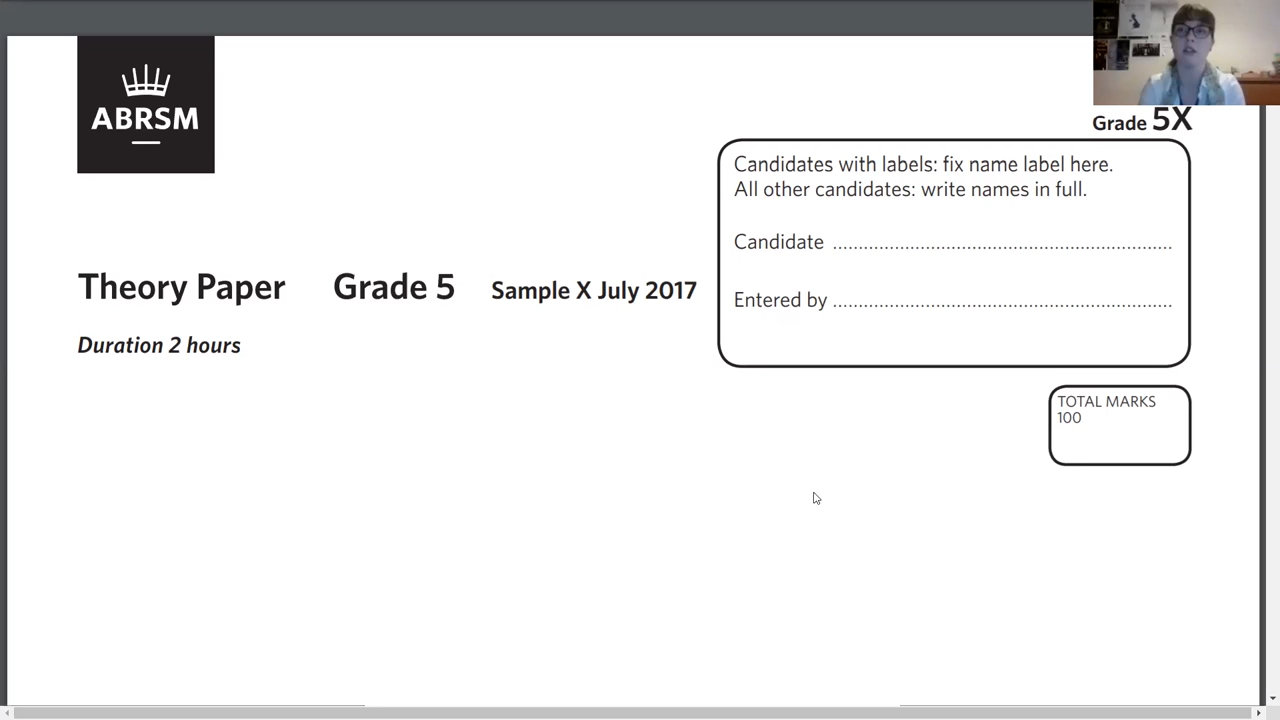 ABRSM
Grade 5X
Candidates with labels: fix name label here.
All other candidates: write names in full.
Candidate ........................................................
Theory Paper Grade 5 Sample X July 2017
Entered by ........................................................
Duration 2 hours
TOTAL MARKS
100